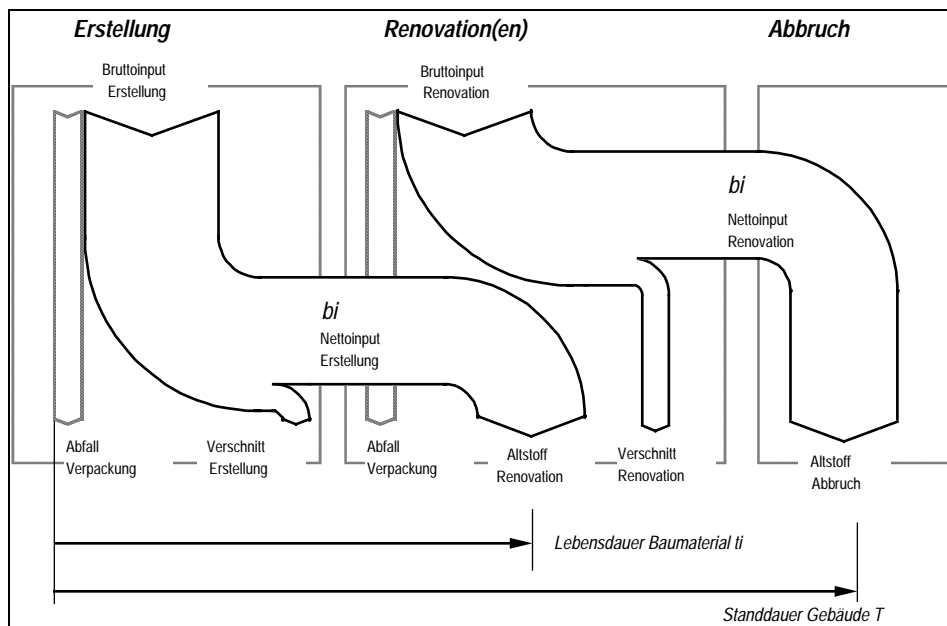 Erstellung
Renovation(en)
Abbruch
Bruttoinput
Erstellung
Bruttoinput
Renovation
bi
Nettoinput
Renovation
bi
Nettoinput
Erstellung
Abfall
Verpackung
Verschnitt
Erstellung
Abfall
Verpackung
Altstoff
Renovation
Verschnitt
Renovation
Altstoff
Abbruch
Lebensdauer Baumaterial ti
Standdauer Gebäude T